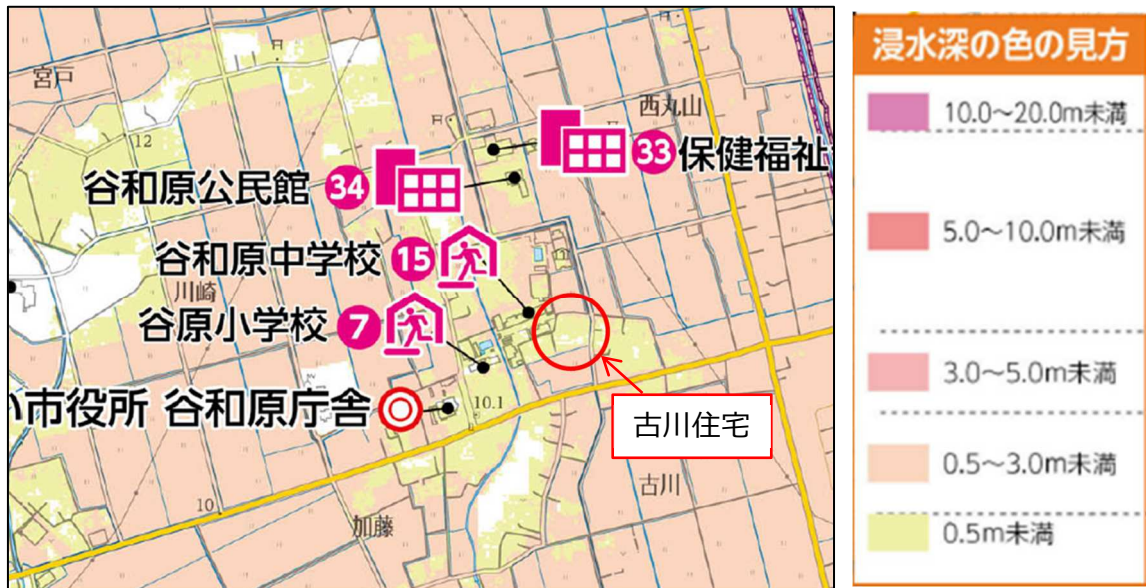 宮戸
西丸山
12
33 保健福祉
谷和原公民館 34
谷和原中学校 15
川崎
谷原小学校 7
い市役所 谷和原庁舎
10.1
古川住宅
古川
10
加藤
浸水深の色の見方
10.0～20.0m未満
5.0～10.0m未満
3.0～5.0m未満
0.5～3.0m未満
0.5m未満